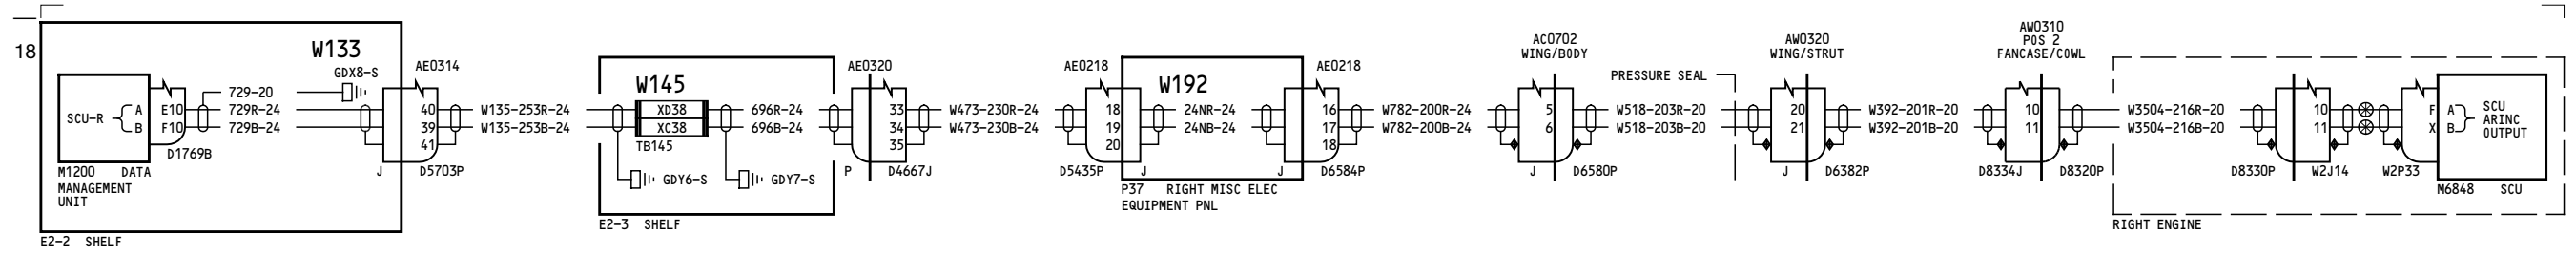 18
W133
GDX8-S
AE0314
729-20
SCU-R
A
E10
729R-24
40
W135-253R-24
B
F10
729B-24
39
W135-253B-24
41
D1769B
M1200 DATA
MANAGEMENT
UNIT
J
D5703P
E2-2 SHELF
W145
AE0320
XD38
696R-24
33
W473-230R-24
XC38
696B-24
34
W473-230B-24
TB145
35
GDY6-S
GDY7-S
P
D4667J
E2-3 SHELF
AE0218
W192
AE0218
18
24NR-24
16
W782-200R-24
19
24NB-24
17
W782-200B-24
20
18
D5435P
J
J
D6584P
P37 RIGHT MISC ELEC
EQUIPMENT PNL
AC0702
WING/BODY
PRESSURE SEAL
5
W518-203R-20
6
W518-203B-20
J
D6580P
AW0320
WING/STRUT
20
W392-201R-20
21
W392-201B-20
J
D6382P
AW0310
POS 2
FANCASE/COWL
10
W3504-216R-20
11
W3504-216B-20
D8334J
D8320P
10
F
A
11
X
B
SCU
ARINC
OUTPUT
D8330P
W2J14
W2P33
M6848 SCU
RIGHT ENGINE